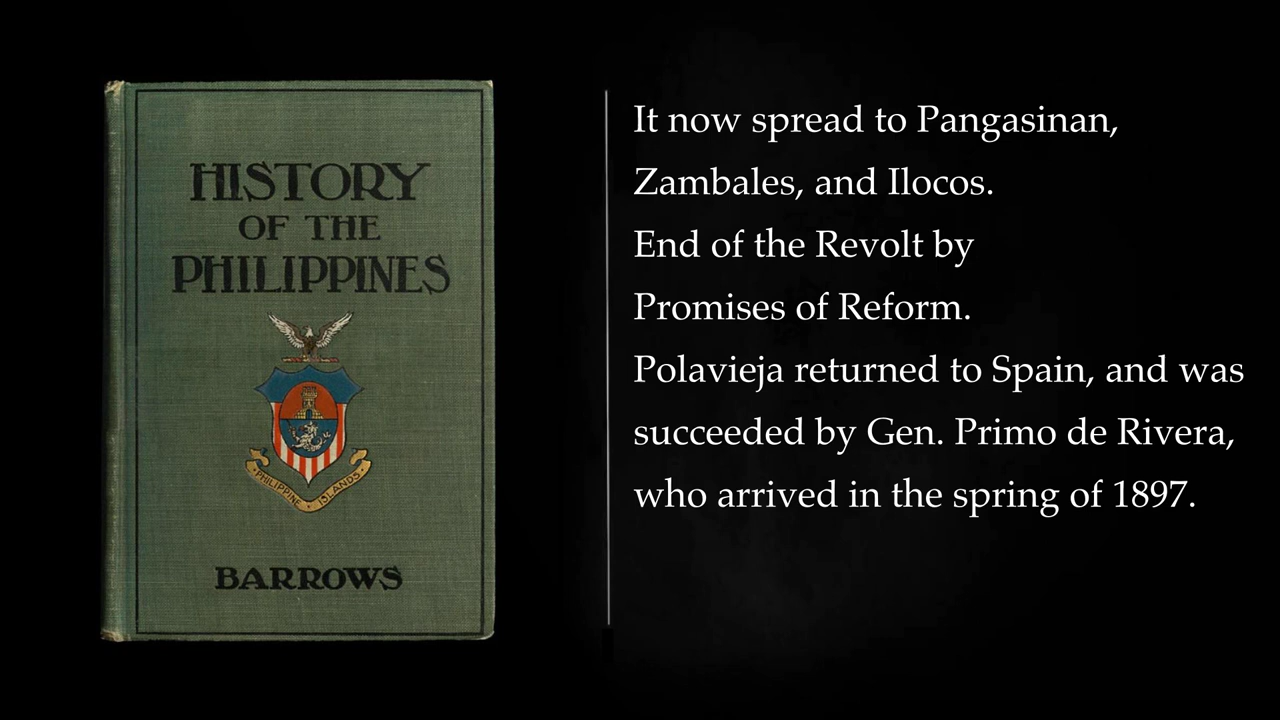 HISTORY
OF THE
PHILIPPINES
PHILIPPINE ISLANDS
BARROWS
It now spread to Pangasinan,
Zambales, and Ilocos.
End of the Revolt by
Promises of Reform.
Polavieja returned to Spain, and was
succeeded by Gen. Primo de Rivera,
who arrived in the spring of 1897.